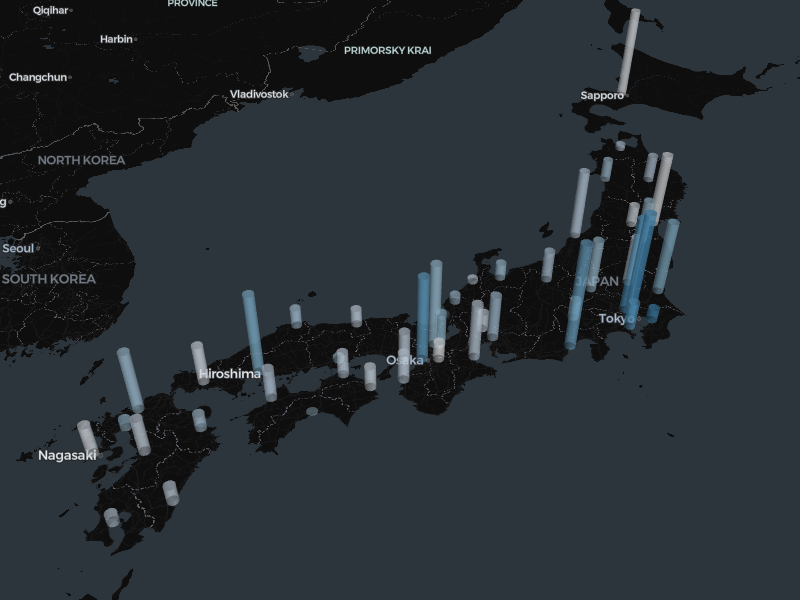 PROVINCE
Qiqihar
Harbin
PRIMORSKY KRAI
Changchun
Vladivostok
Sapporo
NORTH KOREA
g
Seoul
SOUTH KOREA
JAPAN
Tokyo
Osaka
Hiroshima
Nagasaki